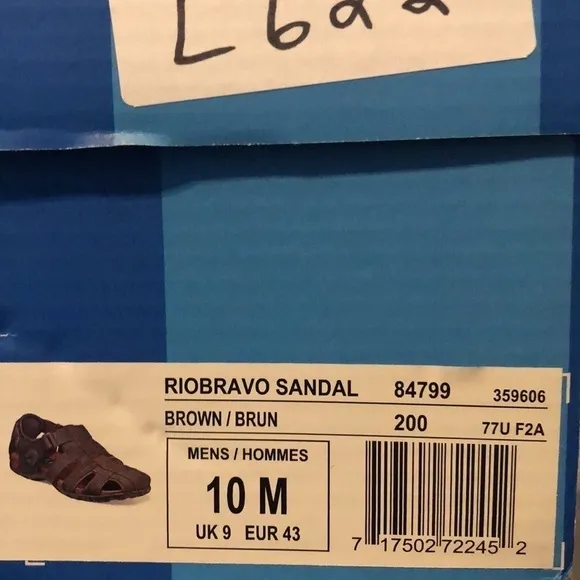 L622
RIOBRAVO SANDAL 84799 359606
BROWN / BRUN 200 77U F2A
MENS / HOMMES
10 M
UK 9 EUR 43
7 17502 72245 2